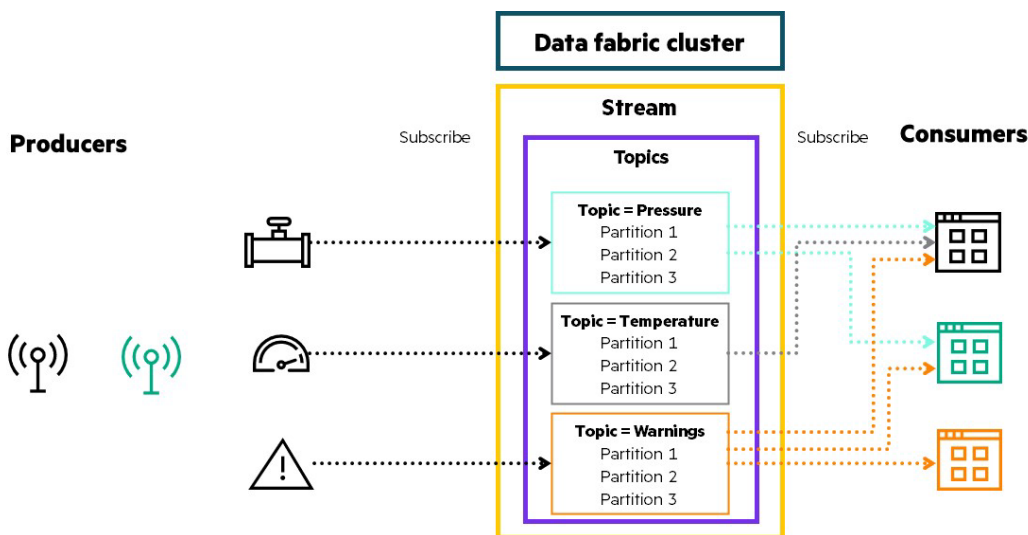 Data fabric cluster
Stream
Producers
Subscribe
Subscribe
Consumers
Topics
Topic = Pressure
Partition 1
Partition 2
Partition 3
Topic = Temperature
Partition 1
Partition 2
Partition 3
Topic = Warnings
Partition 1
Partition 2
Partition 3